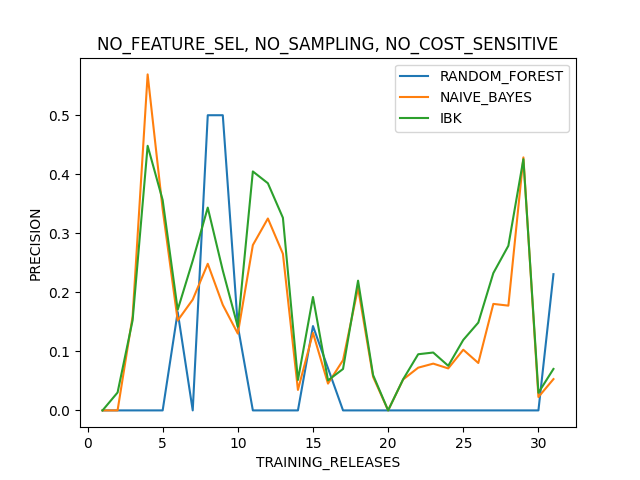 NO_FEATURE_SEL, NO_SAMPLING, NO_COST_SENSITIVE
RANDOM_FOREST
NAIVE_BAYES
IBK
PRECISION
0.5
0.4
0.3
0.2
0.1
0.0
0 5 10 15 20 25 30
TRAINING_RELEASES